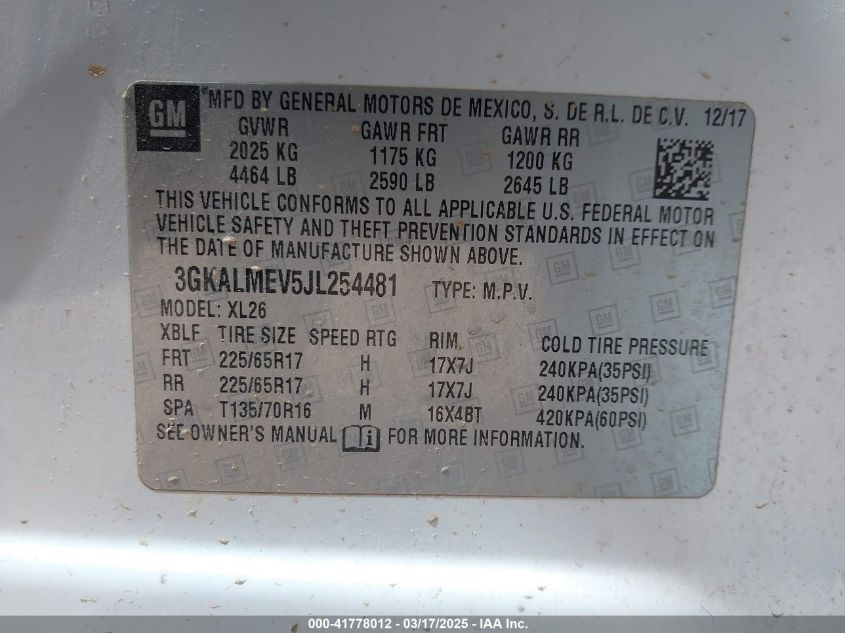 GM ®MFD BY GENERAL MOTORS DE MEXICO, S. DE R.L. DE C.V. 12/17
GVWR GAWR FRT GAWR RR
2025 KG 1175 KG 1200 KG
4464 LB 2590 LB 2645 LB
THIS VEHICLE CONFORMS TO ALL APPLICABLE U.S. FEDERAL MOTOR
VEHICLE SAFETY AND THEFT PREVENTION STANDARDS IN EFFECT ON
THE DATE OF MANUFACTURE SHOWN ABOVE.
3GKALMEV5JL254481 TYPE: M.P.V.
MODEL: XL26
XBLF TIRE SIZE SPEED RTG RIM COLD TIRE PRESSURE
FRT 225/65R17 H 17X7J 240KPA(35PSI)
RR 225/65R17 H 17X7J 240KPA(35PSI)
SPA T135/70R16 M 16X4BT 420KPA(60PSI)
SEE OWNER'S MANUAL i FOR MORE INFORMATION.
000-41778012 - 03/17/2025 - IAA Inc.